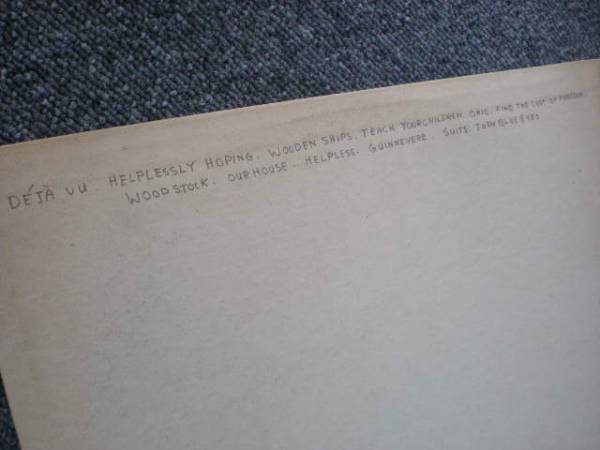 DÉJÀ VU. HELPLESSLY HOPING. WOODEN SHIPS. TEACH YOUR CHILDREN. OHIO. FIND THE COST OF FREEDOM
WOODSTOCK. OUR HOUSE. HELPLESS. GUINNEVERE. SUITE: JUDY BLUE EYES